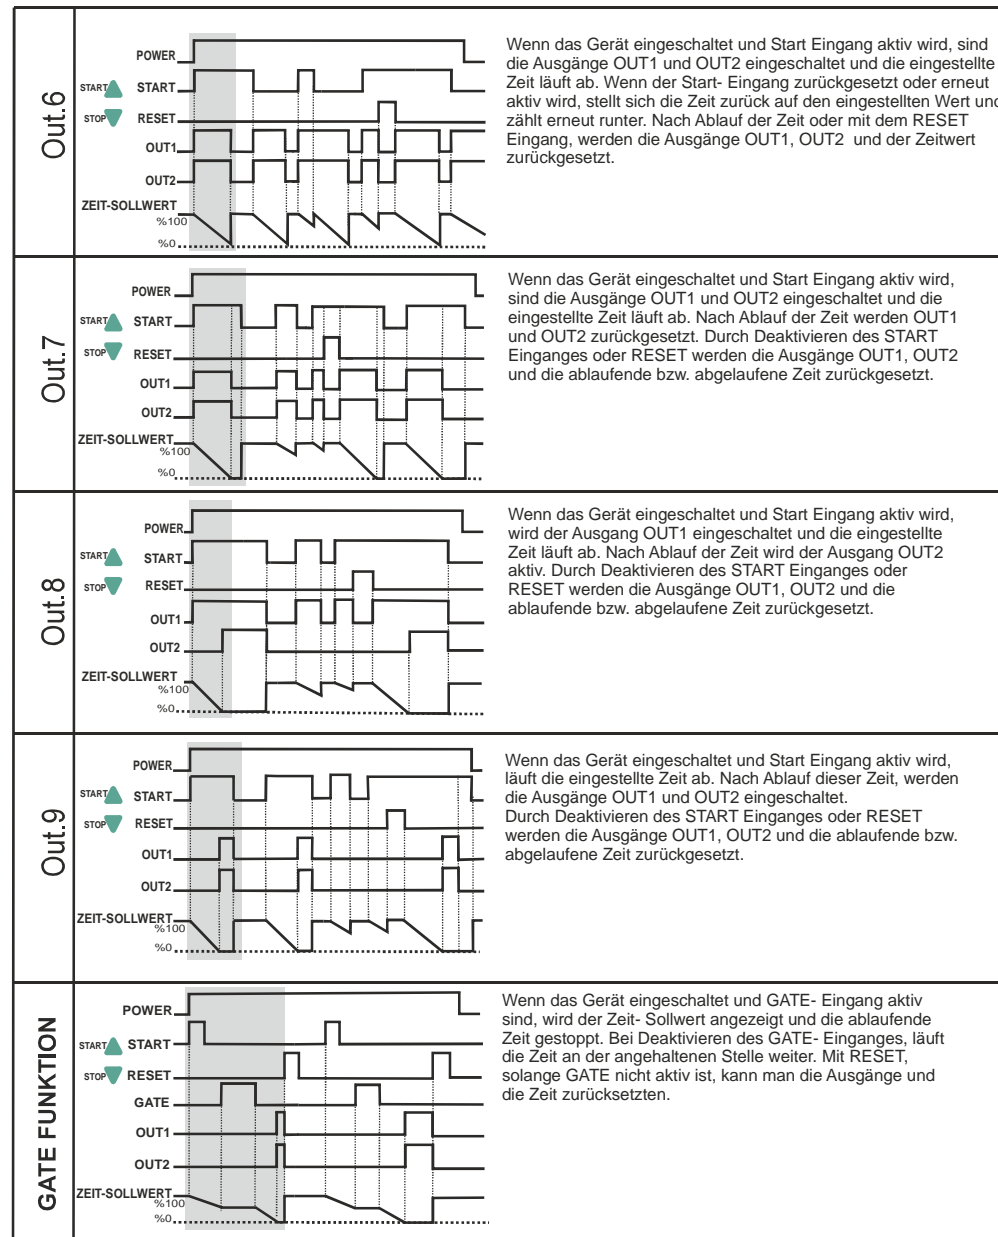 Out.6
POWER
START START
STOP RESET
OUT1
OUT2
ZEIT-SOLLWERT
%100
%0
Wenn das Gerät eingeschaltet und Start Eingang aktiv wird, sind
die Ausgänge OUT1 und OUT2 eingeschaltet und die eingestellte
Zeit läuft ab. Wenn der Start- Eingang zurückgesetzt oder erneut
aktiv wird, stellt sich die Zeit zurück auf den eingestellten Wert und
zählt erneut runter. Nach Ablauf der Zeit oder mit dem RESET
Eingang, werden die Ausgänge OUT1, OUT2 und der Zeitwert
zurückgesetzt.
Out.7
POWER
START START
STOP RESET
OUT1
OUT2
ZEIT-SOLLWERT
%100
%0
Wenn das Gerät eingeschaltet und Start Eingang aktiv wird,
sind die Ausgänge OUT1 und OUT2 eingeschaltet und die
eingestellte Zeit läuft ab. Nach Ablauf der Zeit werden OUT1
und OUT2 zurückgesetzt. Durch Deaktivieren des START
Einganges oder RESET werden die Ausgänge OUT1, OUT2
und die ablaufende bzw. abgelaufene Zeit zurückgesetzt.
Out.8
POWER
START START
STOP RESET
OUT1
OUT2
ZEIT-SOLLWERT
%100
%0
Wenn das Gerät eingeschaltet und Start Eingang aktiv wird,
wird der Ausgang OUT1 eingeschaltet und die eingestellte
Zeit läuft ab. Nach Ablauf der Zeit wird der Ausgang OUT2
aktiv. Durch Deaktivieren des START Einganges oder
RESET werden die Ausgänge OUT1, OUT2 und die
ablaufende bzw. abgelaufene Zeit zurückgesetzt.
Out.9
POWER
START START
STOP RESET
OUT1
OUT2
ZEIT-SOLLWERT
%100
%0
Wenn das Gerät eingeschaltet und Start Eingang aktiv wird,
läuft die eingestellte Zeit ab. Nach Ablauf dieser Zeit, werden
die Ausgänge OUT1 und OUT2 eingeschaltet.
Durch Deaktivieren des START Einganges oder RESET
werden die Ausgänge OUT1, OUT2 und die ablaufende bzw.
abgelaufene Zeit zurückgesetzt.
GATE FUNKTION
POWER
START START
STOP RESET
GATE
OUT1
OUT2
ZEIT-SOLLWERT
%100
%0
Wenn das Gerät eingeschaltet und GATE- Eingang aktiv
sind, wird der Zeit- Sollwert angezeigt und die ablaufende
Zeit gestoppt. Bei Deaktivieren des GATE- Einganges, läuft
die Zeit an der angehaltenen Stelle weiter. Mit RESET,
solange GATE nicht aktiv ist, kann man die Ausgänge und
die Zeit zurücksetzten.